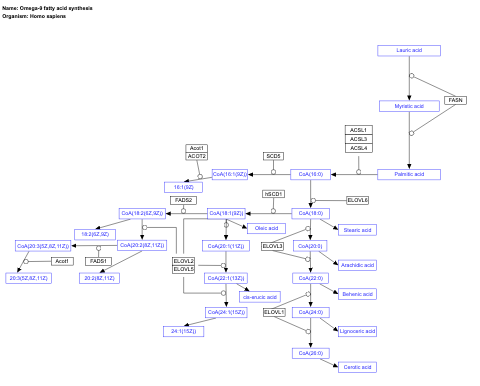 Name: Omega-9 fatty acid synthesis
Organism: Homo sapiens
Lauric acid
FASN
Myristic acid
ACSL1
ACSL3
ACSL4
Acot1
ACOT2
SCD5
CoA(16:1(9Z))
CoA(16:0)
Palmitic acid
16:1(9Z)
FADS2
hSCD1
ELOVL6
CoA(18:2(6Z,9Z))
CoA(18:1(9Z))
CoA(18:0)
Oleic acid
Stearic acid
18:2(6Z,9Z)
CoA(20:3(5Z,8Z,11Z))
CoA(20:2(8Z,11Z))
CoA(20:1(11Z))
ELOVL3
CoA(20:0)
Acot1
FADS1
ELOVL2
ELOVL5
Arachidic acid
20:3(5Z,8Z,11Z)
20:2(8Z,11Z)
CoA(22:1(13Z))
CoA(22:0)
cis-erucic acid
Behenic acid
CoA(24:1(15Z))
ELOVL1
CoA(24:0)
24:1(15Z))
Lignoceric acid
CoA(26:0)
Cerotic acid